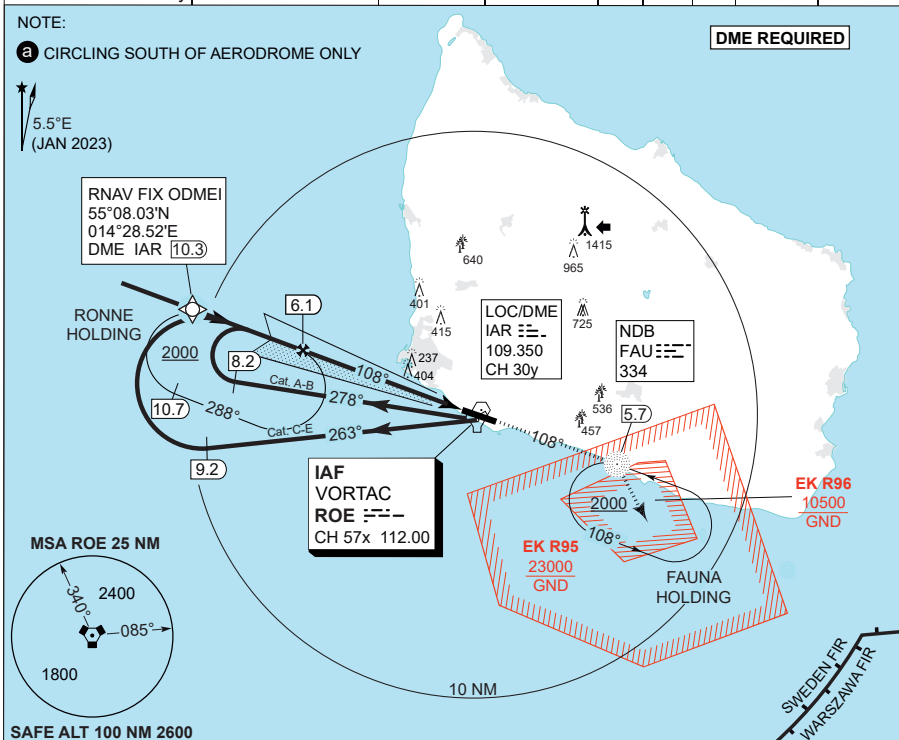 NOTE:
a CIRCLING SOUTH OF AERODROME ONLY
DME REQUIRED
5.5°E
(JAN 2023)
RNAV FIX ODMEI
55°08.03'N
014°28.52'E
DME IAR 10.3
1415
965
640
401
415
725
237
404
536
457
RONNE
HOLDING
2000
6.1
8.2
10.7
9.2
108°
Cat. A-B
278°
288°
Cat.C-E
263°
LOC/DME
IAR
109.350
CH 30y
NDB
FAU
334
5.7
108°
IAF
VORTAC
ROE
CH 57x 112.00
2000
108°
EK R96
10500
GND
EK R95
23000
GND
FAUNA
HOLDING
MSA ROE 25 NM
340°
2400
085°
1800
SAFE ALT 100 NM 2600
10 NM
SWEDEN FIR
WARSZAWA FIR